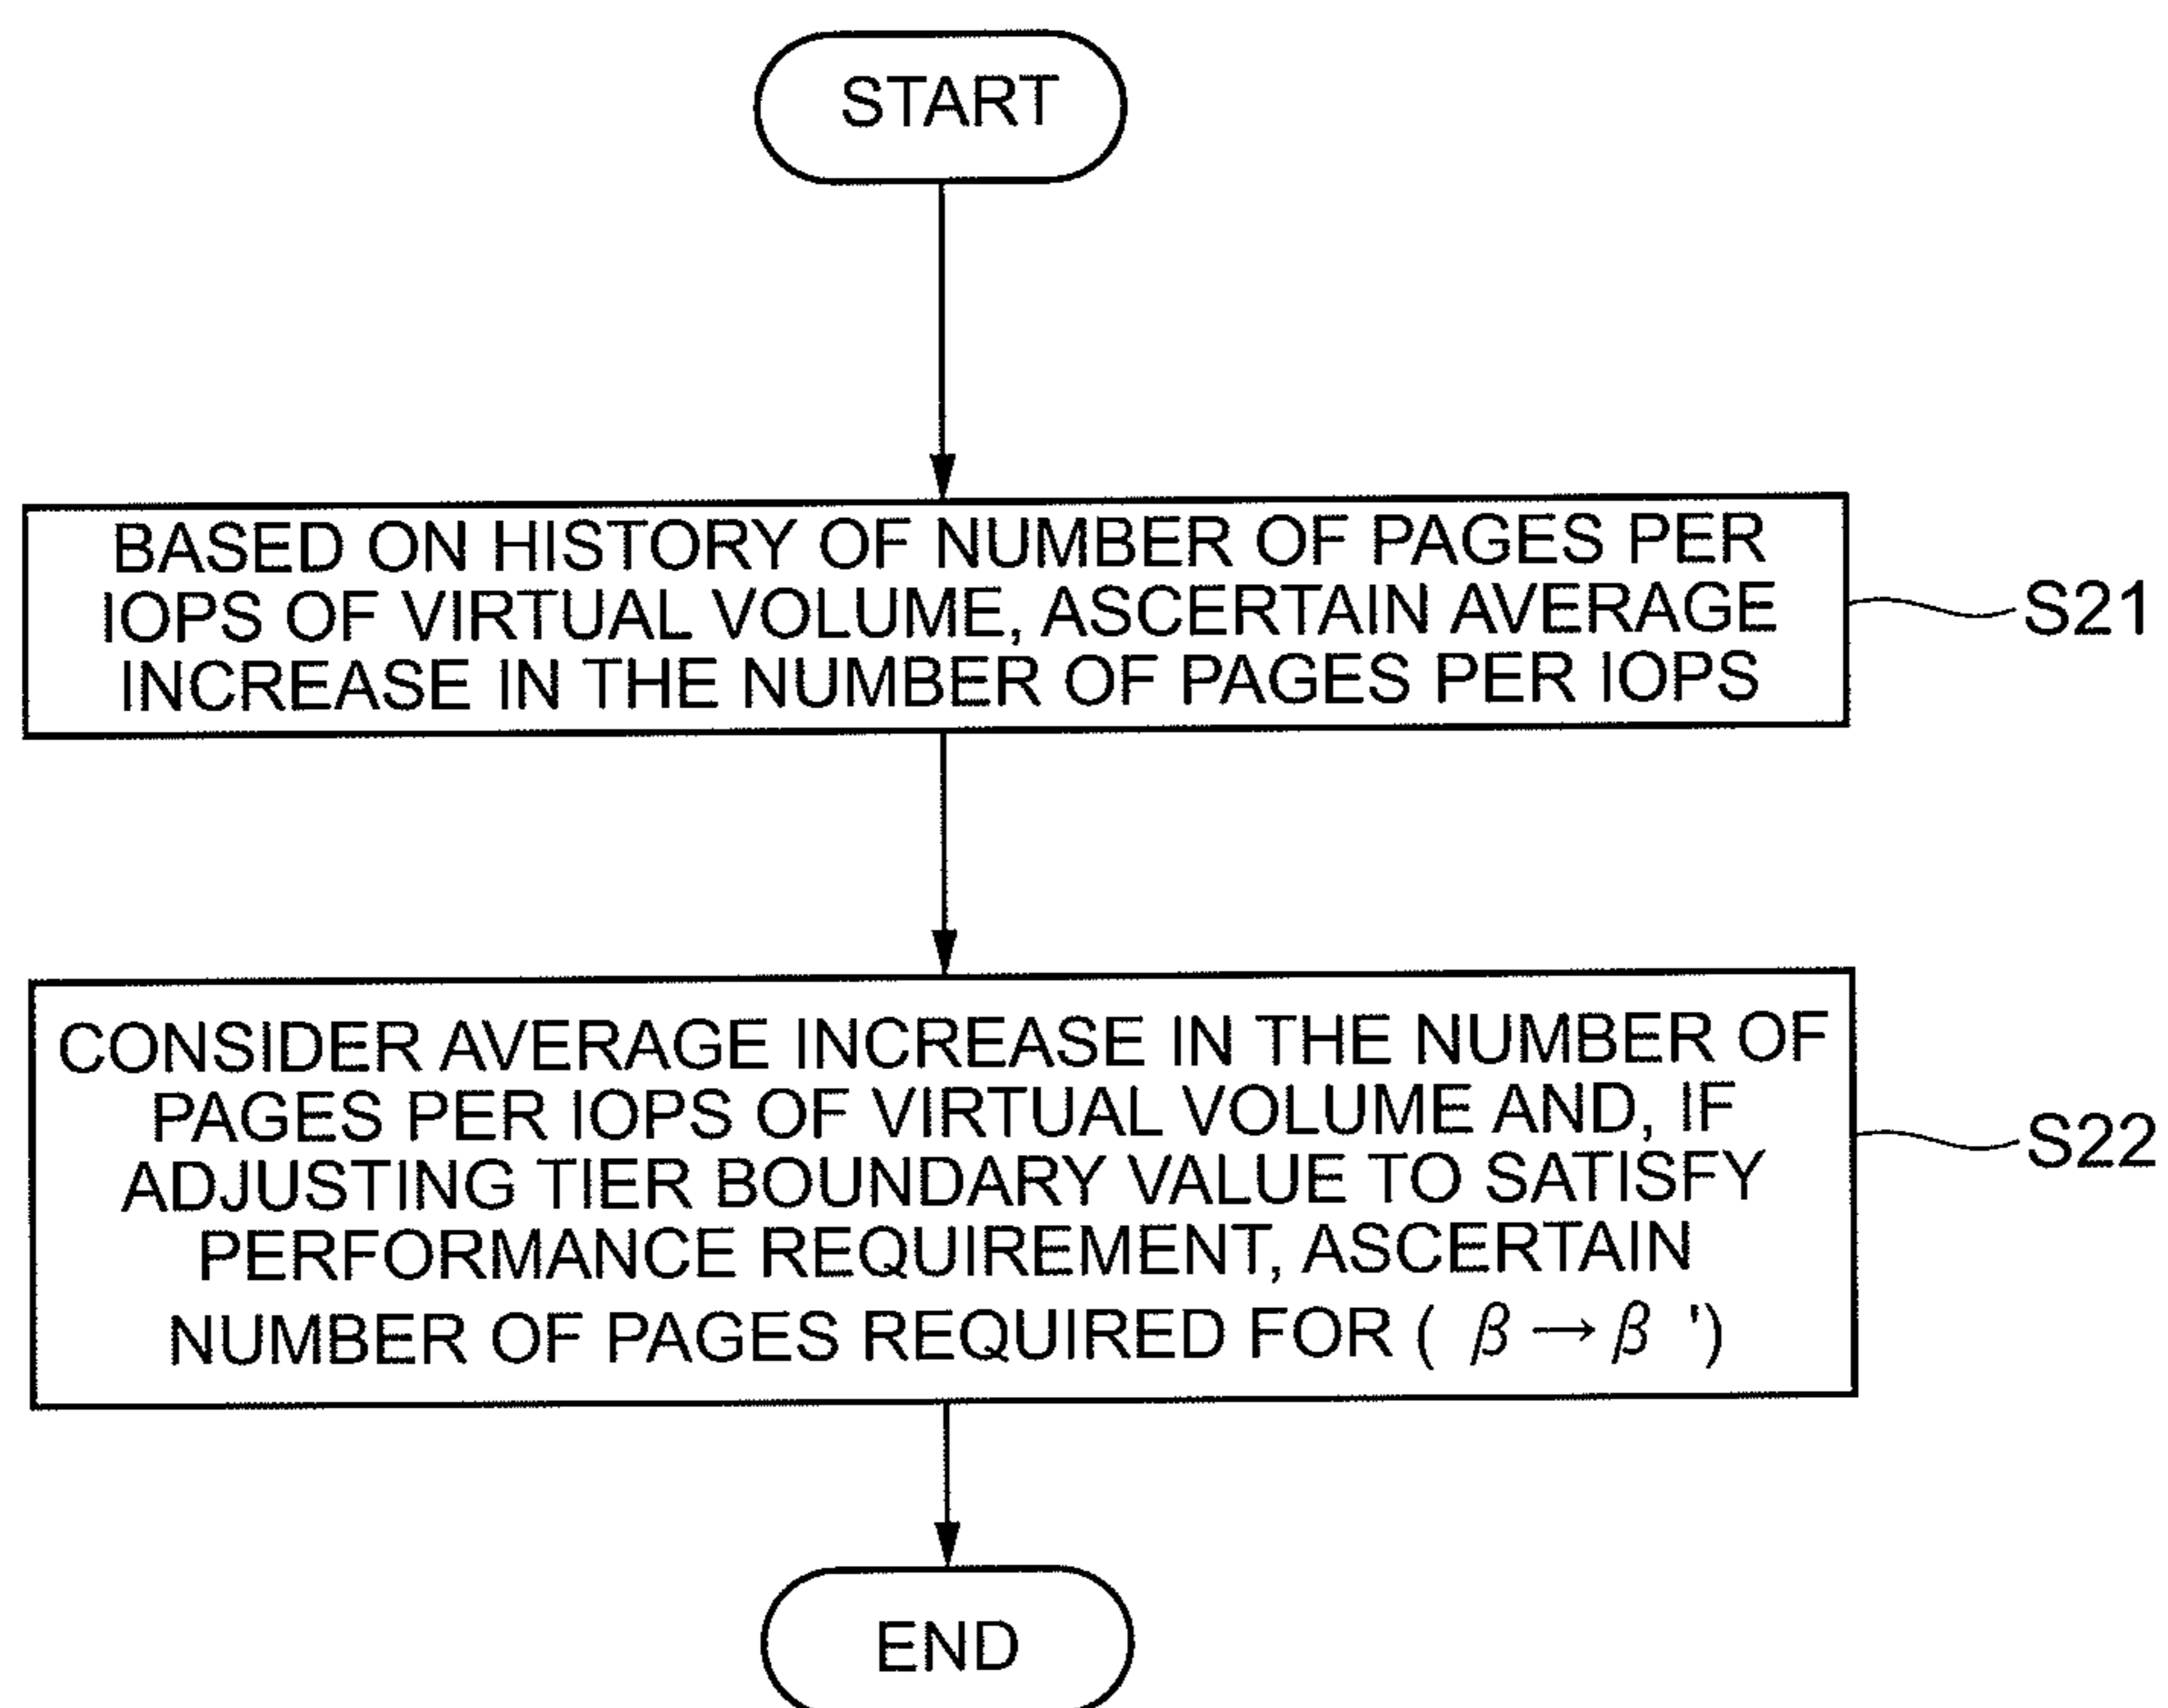 START
BASED ON HISTORY OF NUMBER OF PAGES PER
IOPS OF VIRTUAL VOLUME, ASCERTAIN AVERAGE
INCREASE IN THE NUMBER OF PAGES PER IOPS
S21
CONSIDER AVERAGE INCREASE IN THE NUMBER OF
PAGES PER IOPS OF VIRTUAL VOLUME AND, IF
ADJUSTING TIER BOUNDARY VALUE TO SATISFY
PERFORMANCE REQUIREMENT, ASCERTAIN
NUMBER OF PAGES REQUIRED FOR ( β → β ')
S22
END